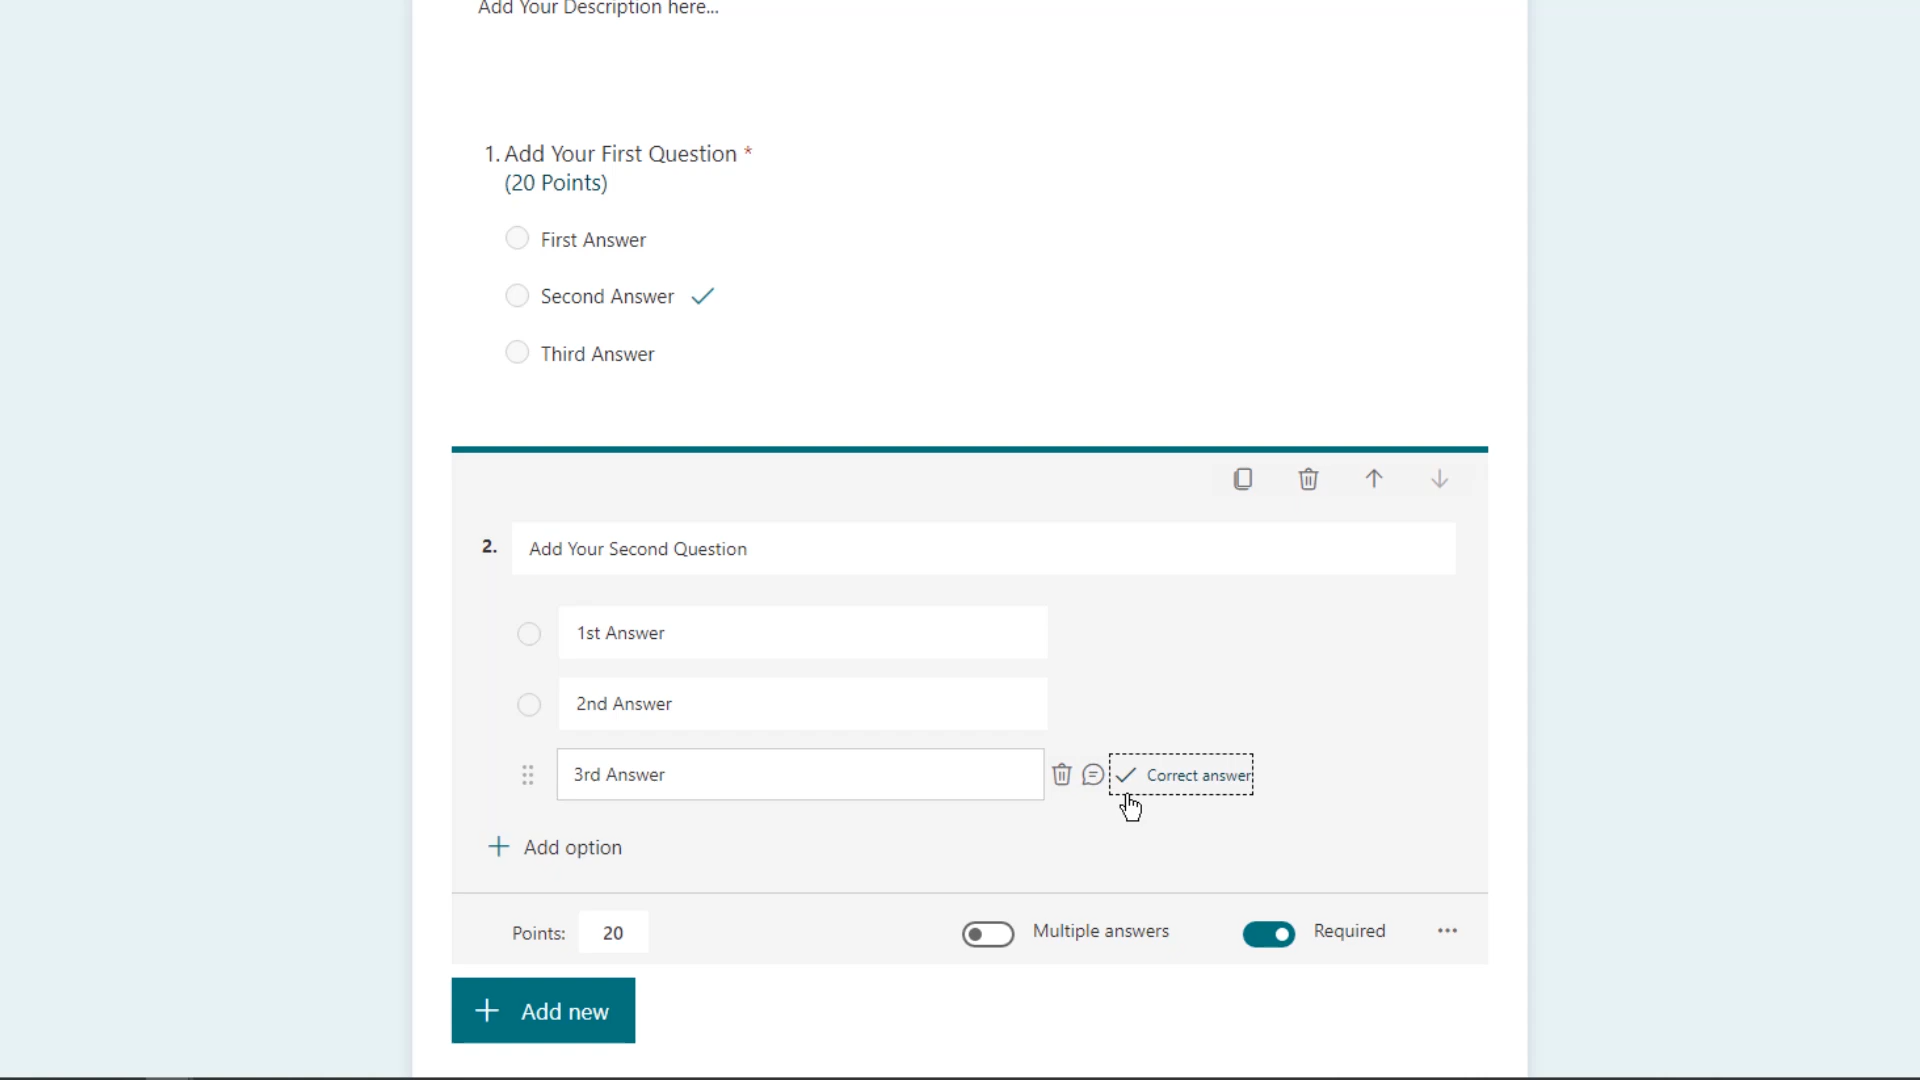 Add Your Description here...
1. Add Your First Question *
(20 Points)
First Answer
Second Answer
Third Answer
2. Add Your Second Question
1st Answer
2nd Answer
3rd Answer Correct answer
Add option
Points: 20 Multiple answers Required
Add new